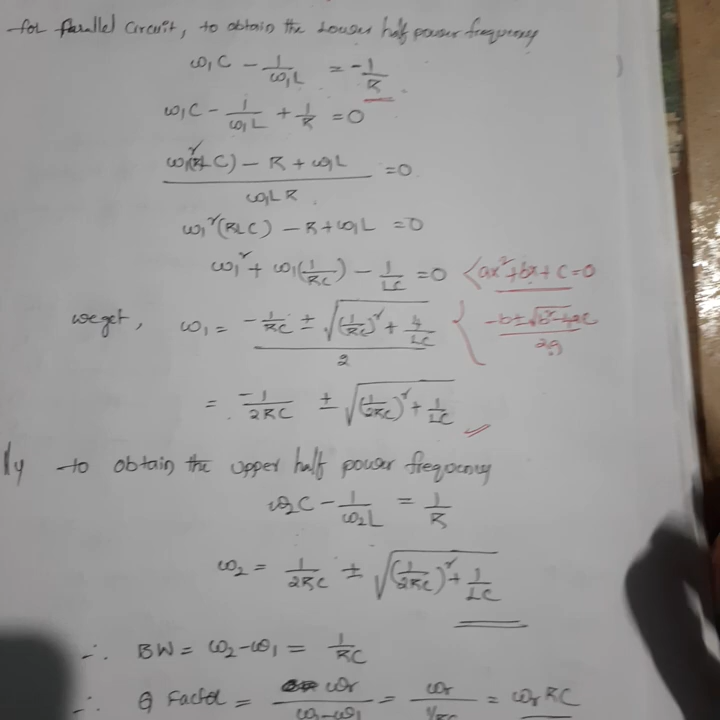 for parallel circuit, to obtain the Lower half power frequency
ω₁C - 1/ω₁L = -1/R
ω₁C - 1/ω₁L + 1/R = 0
(ω₁²(RLC) - R + ω₁L)/(ω₁LR) = 0
ω₁²(RLC) - R + ω₁L = 0
ω₁² + ω₁(1/RC) - 1/LC = 0 < ax² + bx + c = 0
we get, ω₁ = (-1/RC ± √((1/RC)² + 4/LC))/2 { (-b ± √(b² - 4ac))/2a
= -1/2RC ± √((1/2RC)² + 1/LC)
lly to obtain the upper half power frequency
ω₂C - 1/ω₂L = 1/R
ω₂ = 1/2RC ± √((1/2RC)² + 1/LC)
∴ BW = ω₂-ω₁ = 1/RC
∴ Q Factor = ωr/(ω₂-ω₁) = ωr/(1/RC) = ωr RC